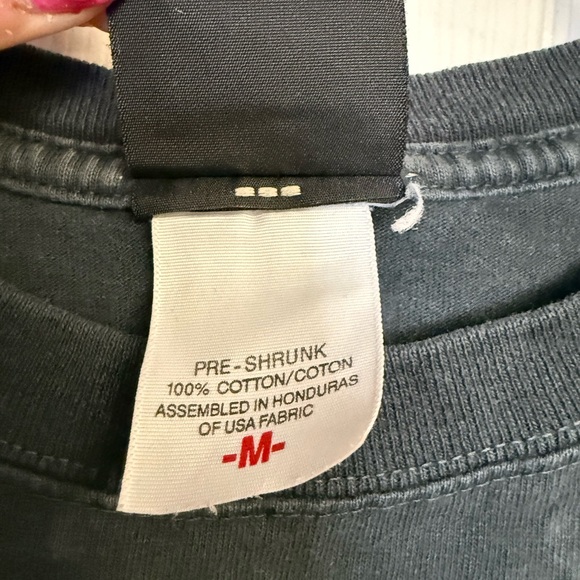 PRE-SHRUNK
100% COTTON/COTON
ASSEMBLED IN HONDURAS
OF USA FABRIC
-M-